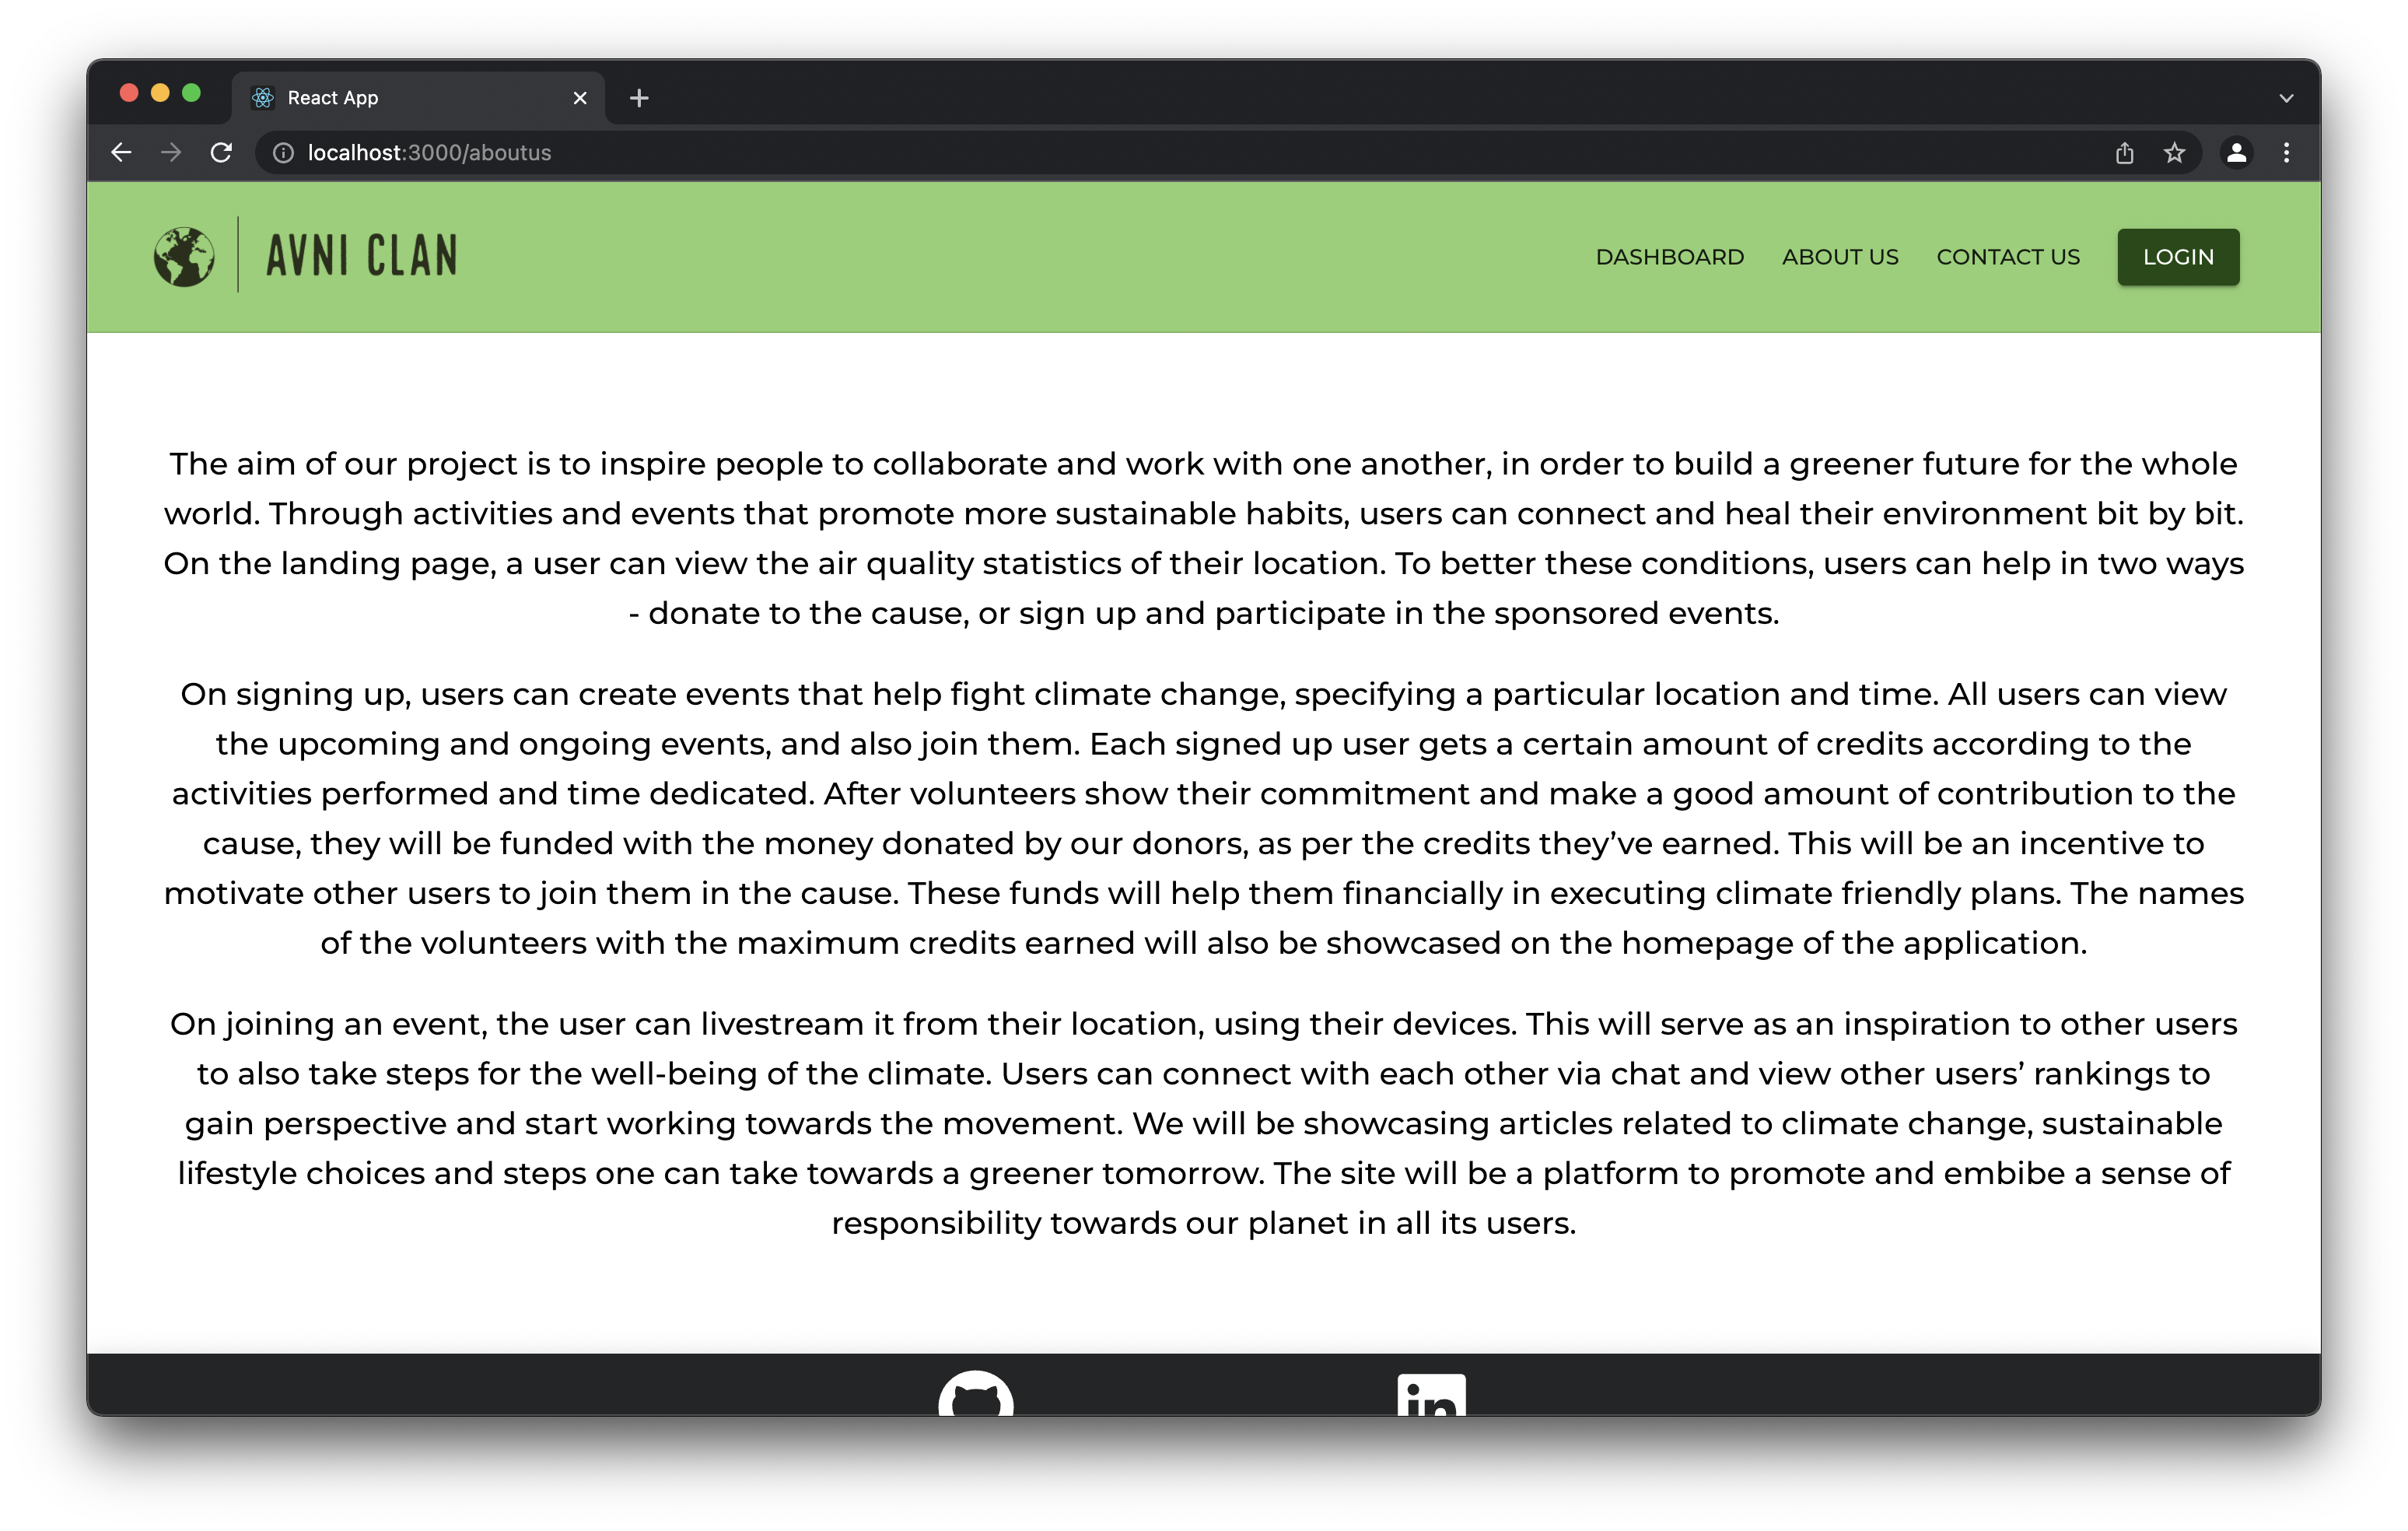 React App
localhost:3000/aboutus
AVNI CLAN
DASHBOARD ABOUT US CONTACT US LOGIN
The aim of our project is to inspire people to collaborate and work with one another, in order to build a greener future for the whole
world. Through activities and events that promote more sustainable habits, users can connect and heal their environment bit by bit.
On the landing page, a user can view the air quality statistics of their location. To better these conditions, users can help in two ways
- donate to the cause, or sign up and participate in the sponsored events.
On signing up, users can create events that help fight climate change, specifying a particular location and time. All users can view
the upcoming and ongoing events, and also join them. Each signed up user gets a certain amount of credits according to the
activities performed and time dedicated. After volunteers show their commitment and make a good amount of contribution to the
cause, they will be funded with the money donated by our donors, as per the credits they’ve earned. This will be an incentive to
motivate other users to join them in the cause. These funds will help them financially in executing climate friendly plans. The names
of the volunteers with the maximum credits earned will also be showcased on the homepage of the application.
On joining an event, the user can livestream it from their location, using their devices. This will serve as an inspiration to other users
to also take steps for the well-being of the climate. Users can connect with each other via chat and view other users’ rankings to
gain perspective and start working towards the movement. We will be showcasing articles related to climate change, sustainable
lifestyle choices and steps one can take towards a greener tomorrow. The site will be a platform to promote and embibe a sense of
responsibility towards our planet in all its users.
in